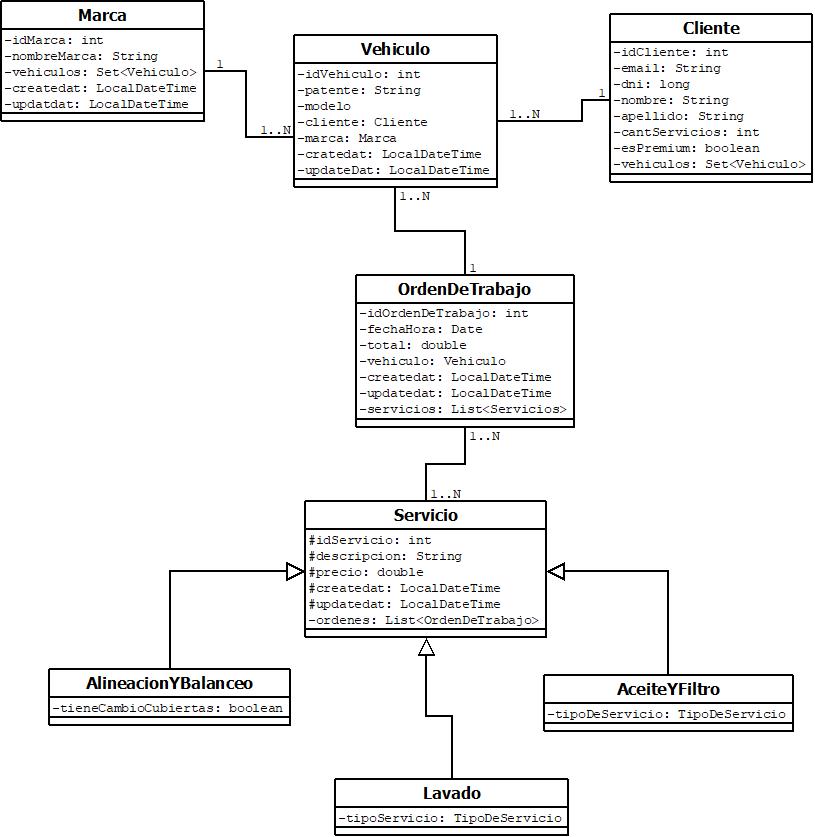 Marca
-idMarca: int
-nombreMarca: String
-vehiculos: Set<Vehiculo>
-createdat: LocalDateTime
-updatdat: LocalDateTime
1
1..N
Vehiculo
-idVehiculo: int
-patente: String
-modelo
-cliente: Cliente
-marca: Marca
-cratedat: LocalDateTime
-updateDat: LocalDateTime
1..N
1
Cliente
-idCliente: int
-email: String
-dni: long
-nombre: String
-apellido: String
-cantServicios: int
-esPremium: boolean
-vehiculos: Set<Vehiculo>
1..N
1
OrdenDeTrabajo
-idOrdenDeTrabajo: int
-fechaHora: Date
-total: double
-vehiculo: Vehiculo
-createdat: LocalDateTime
-updatedat: LocalDateTime
-servicios: List<Servicios>
1..N
1..N
Servicio
#idServicio: int
#descripcion: String
#precio: double
#createdat: LocalDateTime
#updatedat: LocalDateTime
-ordenes: List<OrdenDeTrabajo>
AlineacionYBalanceo
-tieneCambioCubiertas: boolean
AceiteYFiltro
-tipoDeServicio: TipoDeServicio
Lavado
-tipoServicio: TipoDeServicio